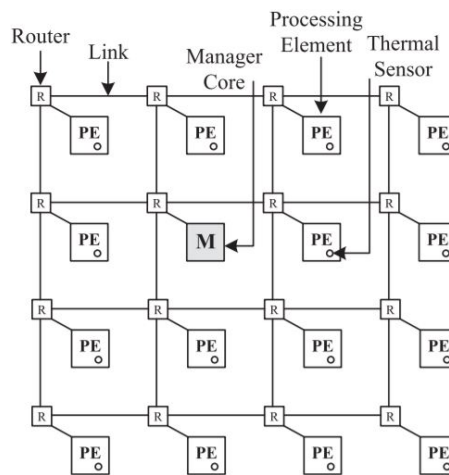 Processing
Element
Router
Link
Manager
Core
Thermal
Sensor
R R R R
PE PE PE PE
R R R R
PE M PE PE
R R R R
PE PE PE PE
R R R R
PE PE PE PE